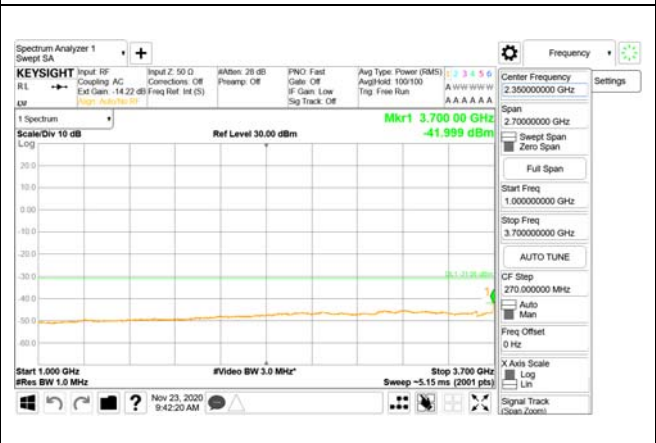 Spectrum Analyzer 1
Swept SA
Frequency
KEYSIGHT
RL
Input: RF
Coupling: AC
Ext Gain: -14.22 dB
Align: Auto/No RF
Input Z: 50 Ω
Corrections: Off
Freq Ref: Int (S)
#Atten: 28 dB
Preamp: Off
PNO: Fast
Gate: Off
IF Gain: Low
Sig Track: Off
Avg Type: Power (RMS)
Avg|Hold: 100/100
Trig: Free Run
1 2 3 4 5 6
A W W W W W
A A A A A A
1 Spectrum
Scale/Div 10 dB
Ref Level 30.00 dBm
Mkr1 3.700 00 GHz
-41.999 dBm
Log
20.0
10.0
0.00
-10.0
-20.0
-30.0
-40.0
-50.0
-60.0
1
Start 1.000 GHz
#Res BW 1.0 MHz
#Video BW 3.0 MHz*
Stop 3.700 GHz
Sweep ~5.15 ms (2001 pts)
Nov 23, 2020
9:42:20 AM
Center Frequency
2.350000000 GHz
Settings
Span
2.70000000 GHz
Swept Span
Zero Span
Full Span
Start Freq
1.000000000 GHz
Stop Freq
3.700000000 GHz
AUTO TUNE
CF Step
270.000000 MHz
Auto
Man
Freq Offset
0 Hz
X Axis Scale
Log
Lin
Signal Track
(Span Zoom)